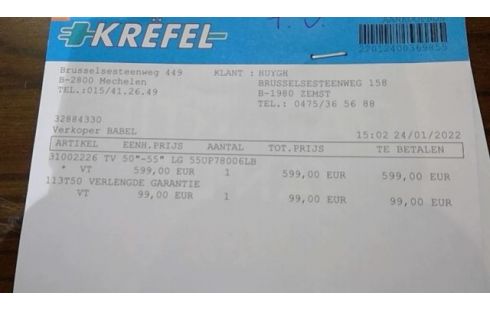 KRËFEL
27012400369855
Brusselsesteenweg 449 KLANT : HUYGH
B-2800 Mechelen BRUSSELSESTEENWEG 158
TEL.:015/41.26.49 B-1980 ZEMST
TEL.: 0475/36 56 88
32884330
Verkoper BABEL 15:02 24/01/2022
ARTIKEL EENH.PRIJS AANTAL TOT.PRIJS TE BETALEN
31002226 TV 50"-55" LG 55UP78006LB
* VT 599,00 EUR 1 599,00 EUR 599,00 EUR
113T50 VERLENGDE GARANTIE
VT 99,00 EUR 1 99,00 EUR 99,00 EUR